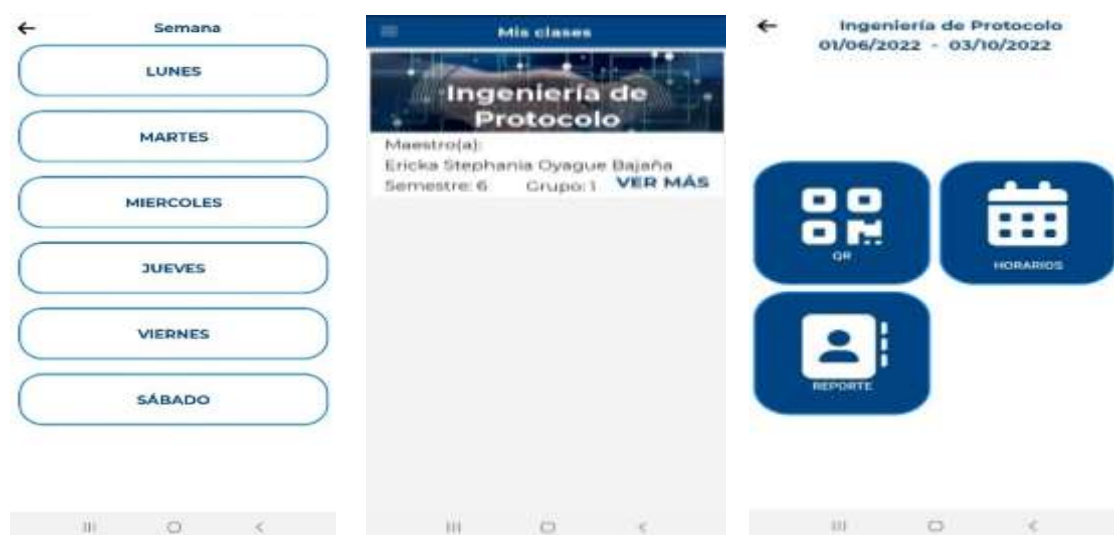 Semana
LUNES
MARTES
MIERCOLES
JUEVES
VIERNES
SÁBADO
Mis clases
Ingeniería de
Protocolo
Maestro(a):
Ericka Stephania Oyague Bajaña
Semestre: 6 Grupo: 1 VER MÁS
Ingeniería de Protocolo
01/06/2022 - 03/10/2022
QR
HORARIOS
REPORTE